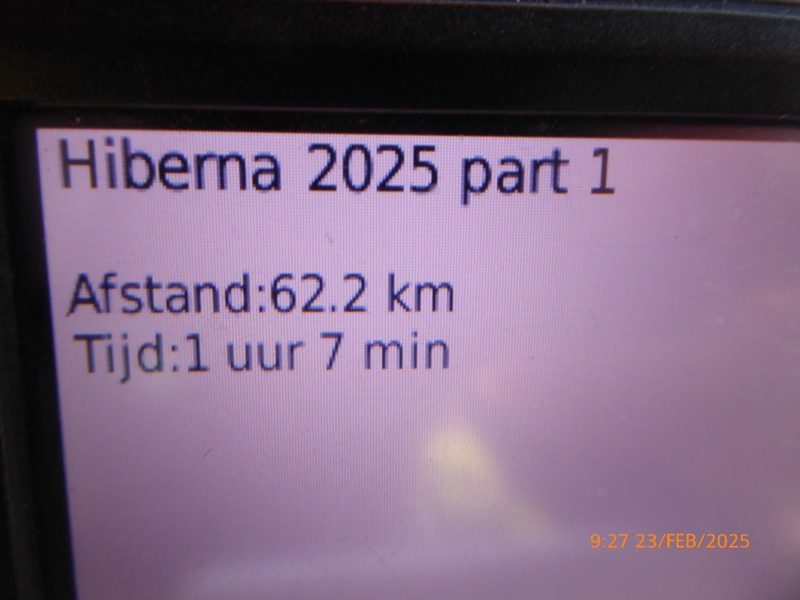 Hiberna 2025 part 1
Afstand:62.2 km
Tijd:1 uur 7 min
9:27 23/FEB/2025